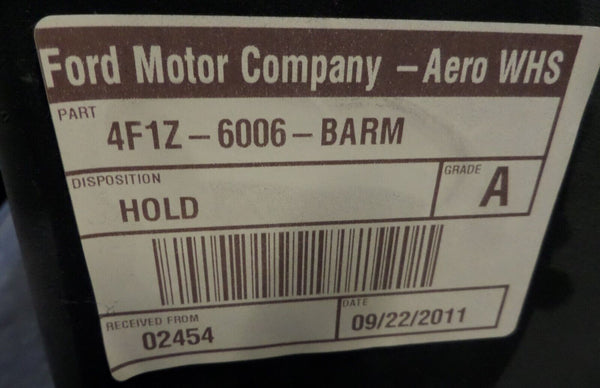 Ford Motor Company – Aero WHS
PART
4F1Z – 6006 – BARM
DISPOSITION
HOLD
GRADE
A
RECEIVED FROM
02454
DATE
09/22/2011